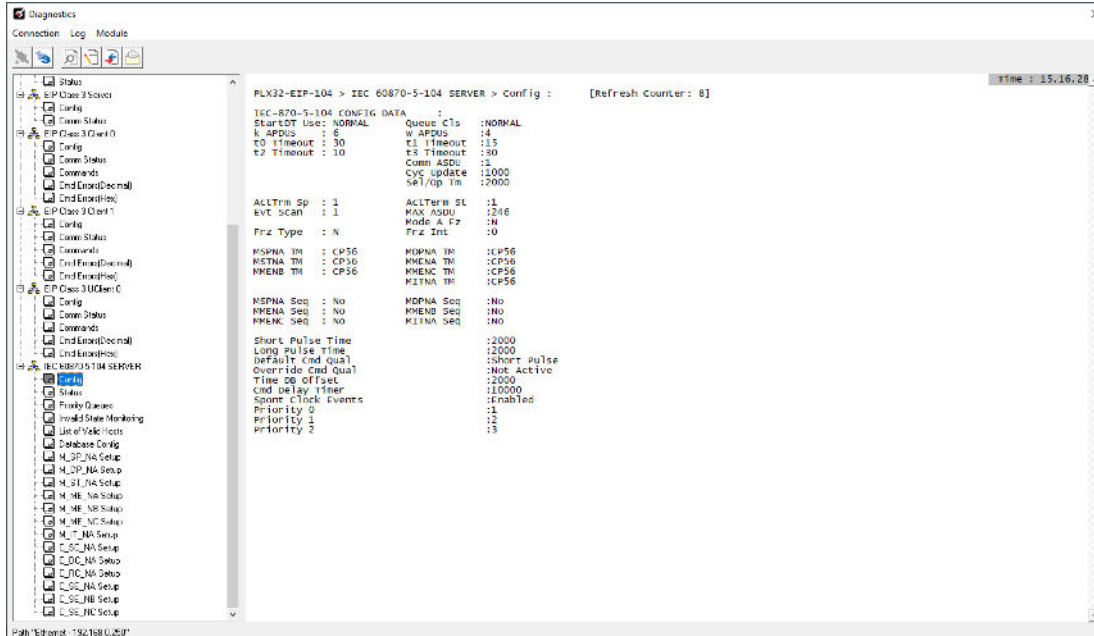 Diagnostics
Connection Log Module
Time : 15.16.28
Status
EIP Class 3 Server
Config
Comm Status
EIP Class 3 Client 0
Config
Comm Status
Commands
Cmd Errors(Decimal)
Cmd Errors(Hex)
EIP Class 3 Client 1
Config
Comm Status
Commands
Cmd Errors(Decimal)
Cmd Errors(Hex)
EIP Class 3 UClient 0
Config
Comm Status
Commands
Cmd Errors(Decimal)
Cmd Errors(Hex)
IEC 60870-5-104 SERVER
Config
Status
Priority Queues
Invalid State Monitoring
List of Valid Hosts
Database Config
M_SP_NA Setup
M_DP_NA Setup
M_ST_NA Setup
M_ME_NA Setup
M_ME_NB Setup
M_ME_NC Setup
M_IT_NA Setup
C_SC_NA Setup
C_DC_NA Setup
C_RC_NA Setup
C_SE_NA Setup
C_SE_NB Setup
C_SE_NC Setup
PLX32-EIP-104 > IEC 60870-5-104 SERVER > Config : [Refresh Counter: 8]
IEC-870-5-104 CONFIG DATA :
StartDT Use: NORMAL Queue Cls :NORMAL
k APDUS : 6 w APDUS :4
t0 Timeout : 30 t1 Timeout :15
t2 Timeout : 10 t3 Timeout :30
Comm ASDU :1
Cyc Update :1000
Sel/Op Tm :2000
ActTrm Sp : 1 ActTerm St :1
Evt Scan : 1 MAX ASDU :246
Mode A Fz :N
Frz Type : N Frz Int :0
MSPNA TM : CP56 MDPNA TM :CP56
MSTNA TM : CP56 MMENA TM :CP56
MMENB TM : CP56 MMENC TM :CP56
MITNA TM :CP56
MSPNA Seq : No MDPNA Seq :No
MMENA Seq : No MMENB Seq :No
MMENC Seq : No MITNA Seq :No
Short Pulse Time :2000
Long Pulse Time :2000
Default Cmd Qual :Short Pulse
Override Cmd Qual :Not Active
Time DB Offset :2000
Cmd Delay Timer :10000
Spont Clock Events :Enabled
Priority 0 :1
Priority 1 :2
Priority 2 :3
Path "Ethernet - 192.168.0.250"